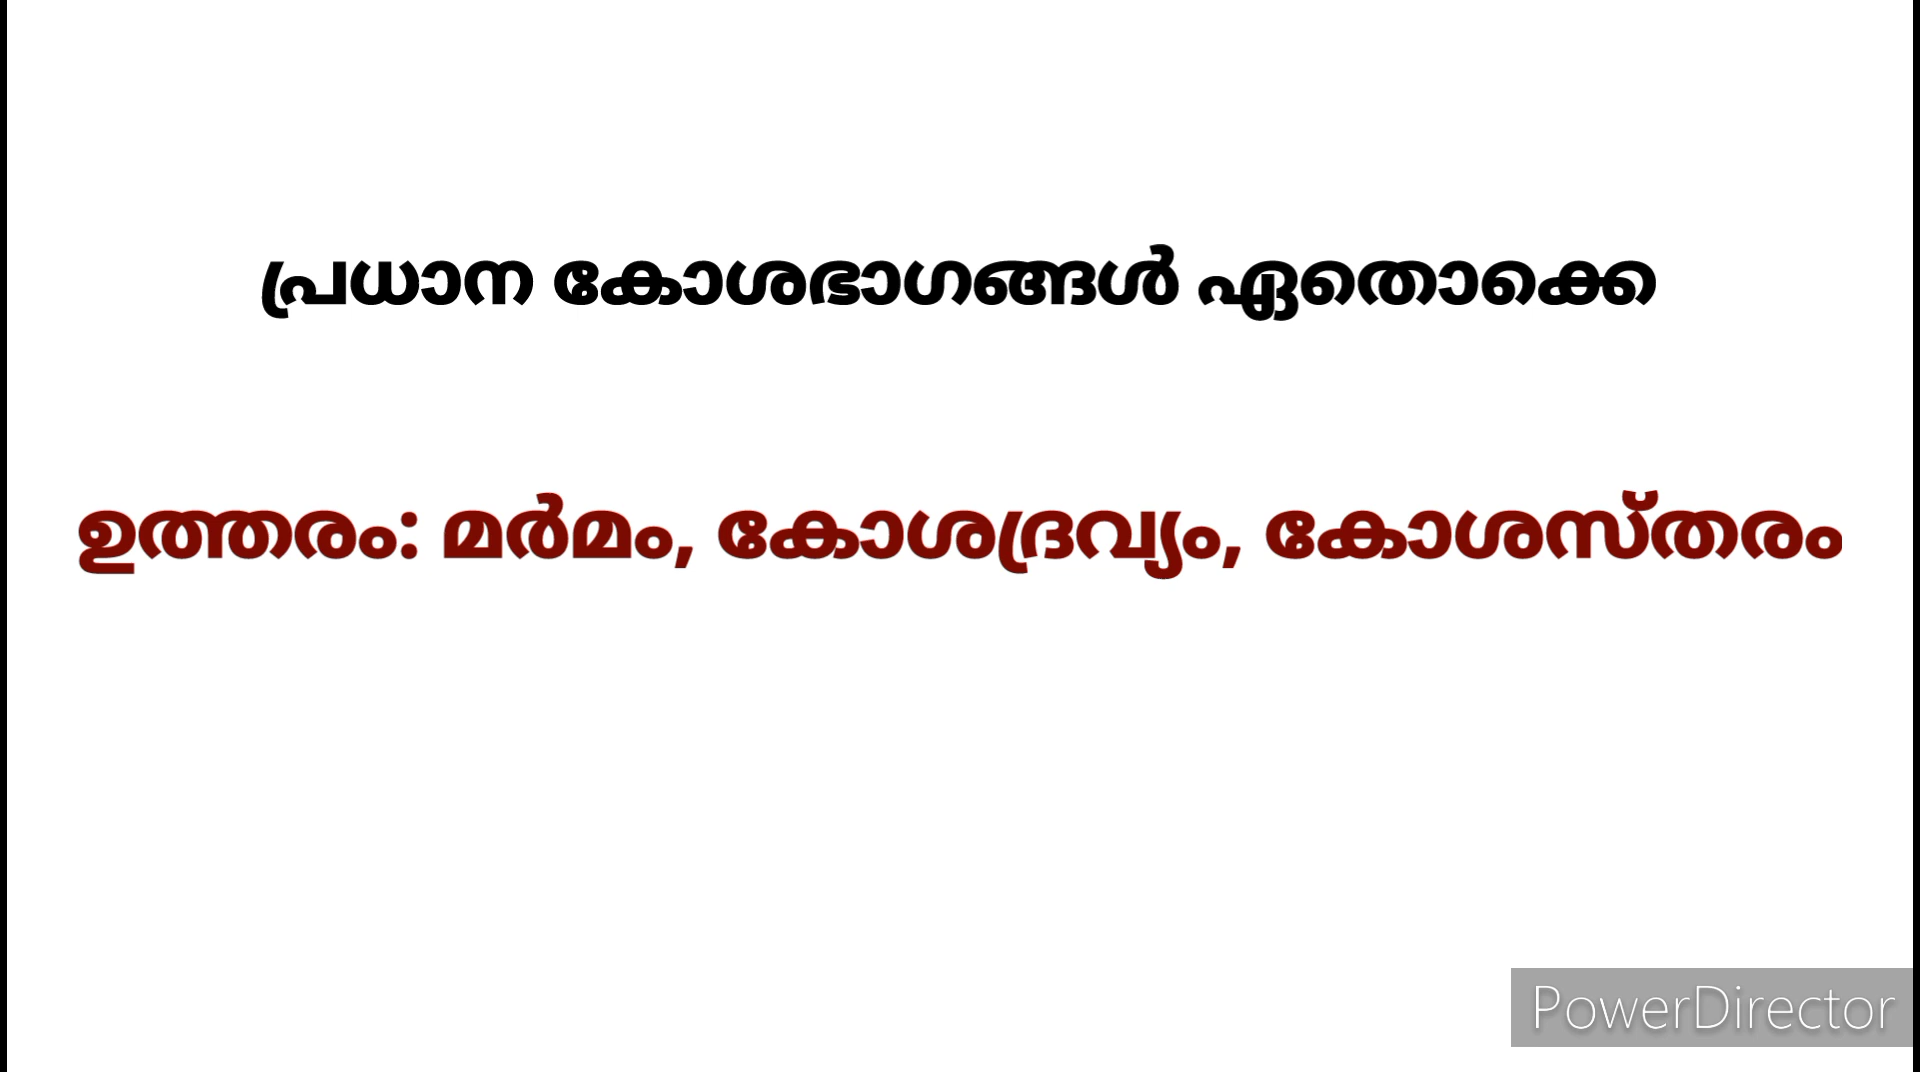 പ്രധാന കോശഭാഗങ്ങൾ ഏതൊക്കെ
ഉത്തരം: മർമം, കോശദ്രവ്യം, കോശസ്തരം
PowerDirector